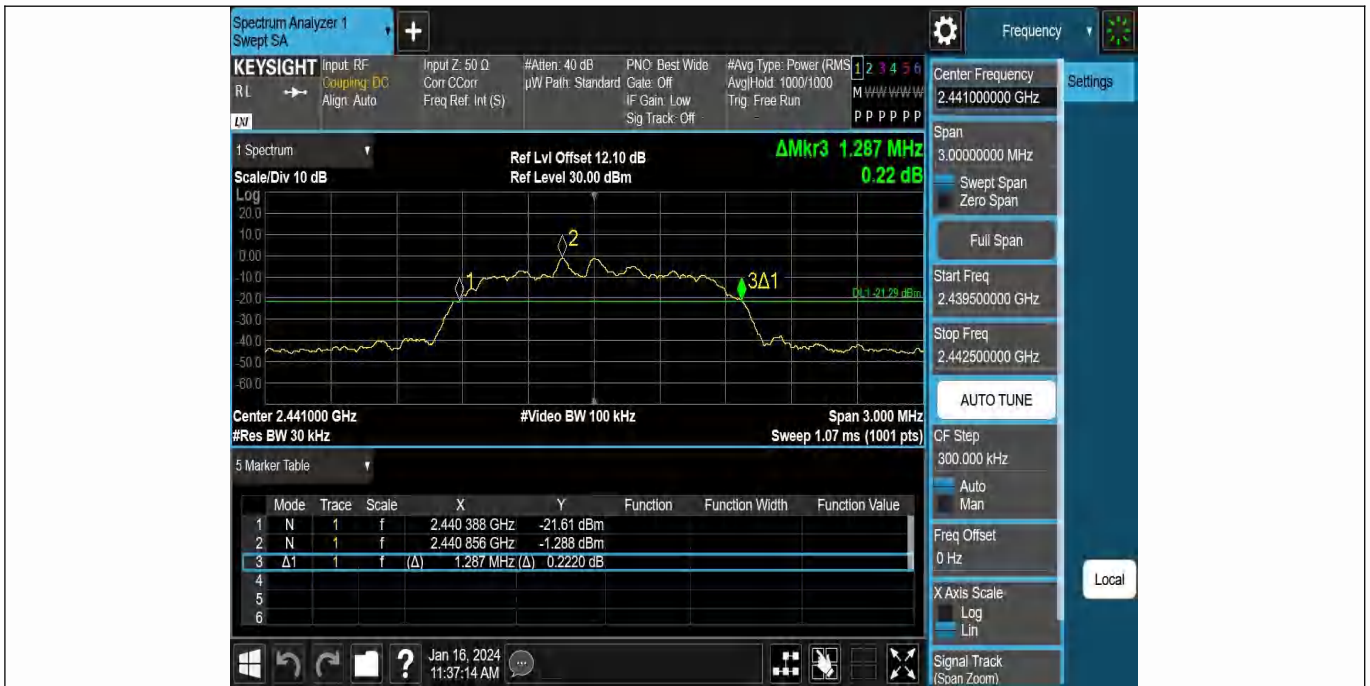 Spectrum Analyzer 1
Swept SA
+
Frequency
KEYSIGHT
RL
LXI
Input: RF
Coupling: DC
Align: Auto
Input Z: 50 Ω
Corr CCorr
Freq Ref: Int (S)
#Atten: 40 dB
µW Path: Standard
PNO: Best Wide
Gate: Off
IF Gain: Low
Sig Track: Off
#Avg Type: Power (RMS
Avg|Hold: 1000/1000
Trig: Free Run
1 2 3 4 5 6
M W W W W W
P P P P P P
Center Frequency
2.441000000 GHz
Settings
1 Spectrum
Scale/Div 10 dB
Ref Lvl Offset 12.10 dB
Ref Level 30.00 dBm
ΔMkr3 1.287 MHz
0.22 dB
Span
3.00000000 MHz
Swept Span
Zero Span
Full Span
Start Freq
2.439500000 GHz
Stop Freq
2.442500000 GHz
AUTO TUNE
CF Step
300.000 kHz
Auto
Man
Freq Offset
0 Hz
X Axis Scale
Log
Lin
Signal Track
(Span Zoom)
Local
Log
20.0
10.0
0.00
-10.0
-20.0
-30.0
-40.0
-50.0
-60.0
1
2
3Δ1
DL1 -21.29 dBm
Center 2.441000 GHz
#Video BW 100 kHz
Span 3.000 MHz
#Res BW 30 kHz
Sweep 1.07 ms (1001 pts)
5 Marker Table
Mode Trace Scale X Y Function Function Width Function Value
1 N 1 f 2.440 388 GHz -21.61 dBm
2 N 1 f 2.440 856 GHz -1.288 dBm
3 Δ1 1 f (Δ) 1.287 MHz (Δ) 0.2220 dB
4
5
6
?
Jan 16, 2024
11:37:14 AM